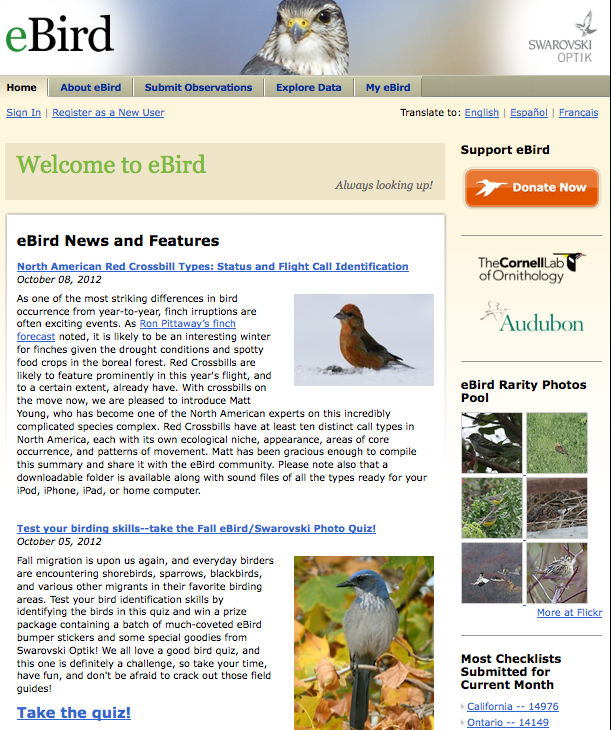 eBird
SWAROVSKI
OPTIK
Home
About eBird
Submit Observations
Explore Data
My eBird
Sign In | Register as a New User
Translate to: English | Español | Français
Welcome to eBird
Always looking up!
eBird News and Features
North American Red Crossbill Types: Status and Flight Call Identification
October 08, 2012
As one of the most striking differences in bird
occurrence from year-to-year, finch irruptions are
often exciting events. As Ron Pittaway's finch
forecast noted, it is likely to be an interesting winter
for finches given the drought conditions and spotty
food crops in the boreal forest. Red Crossbills are
likely to feature prominently in this year's flight, and
to a certain extent, already have. With crossbills on
the move now, we are pleased to introduce Matt
Young, who has become one of the North American experts on this incredibly
complicated species complex. Red Crossbills have at least ten distinct call types in
North America, each with its own ecological niche, appearance, areas of core
occurrence, and patterns of movement. Matt has been gracious enough to compile
this summary and share it with the eBird community. Please note also that a
downloadable folder is available along with sound files of all the types ready for your
iPod, iPhone, iPad, or home computer.
Test your birding skills--take the Fall eBird/Swarovski Photo Quiz!
October 05, 2012
Fall migration is upon us again, and everyday birders
are encountering shorebirds, sparrows, blackbirds,
and various other migrants in their favorite birding
areas. Test your bird identification skills by
identifying the birds in this quiz and win a prize
package containing a batch of much-coveted eBird
bumper stickers and some special goodies from
Swarovski Optik! We all love a good bird quiz, and
this one is definitely a challenge, so take your time,
have fun, and don't be afraid to crack out those field
guides!
Take the quiz!
Support eBird
Donate Now
The CornellLab
of Ornithology
Audubon
eBird Rarity Photos
Pool
More at Flickr
Most Checklists
Submitted for
Current Month
California -- 14976
Ontario -- 14149